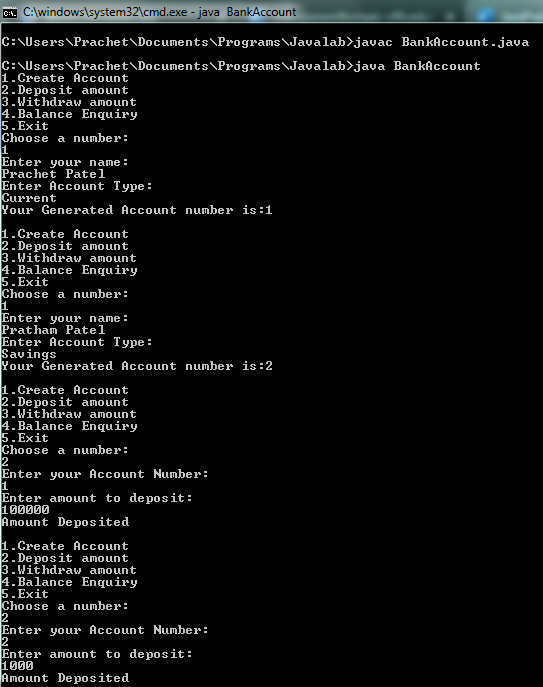 C:\windows\system32\cmd.exe - java  BankAccount
C:\Users\Prachet\Documents\Programs\Javalab>javac BankAccount.java
C:\Users\Prachet\Documents\Programs\Javalab>java BankAccount
1.Create Account
2.Deposit amount
3.Withdraw amount
4.Balance Enquiry
5.Exit
Choose a number:
1
Enter your name:
Prachet Patel
Enter Account Type:
Current
Your Generated Account number is:1
1.Create Account
2.Deposit amount
3.Withdraw amount
4.Balance Enquiry
5.Exit
Choose a number:
1
Enter your name:
Pratham Patel
Enter Account Type:
Savings
Your Generated Account number is:2
1.Create Account
2.Deposit amount
3.Withdraw amount
4.Balance Enquiry
5.Exit
Choose a number:
2
Enter your Account Number:
1
Enter amount to deposit:
100000
Amount Deposited
1.Create Account
2.Deposit amount
3.Withdraw amount
4.Balance Enquiry
5.Exit
Choose a number:
2
Enter your Account Number:
2
Enter amount to deposit:
1000
Amount Deposited